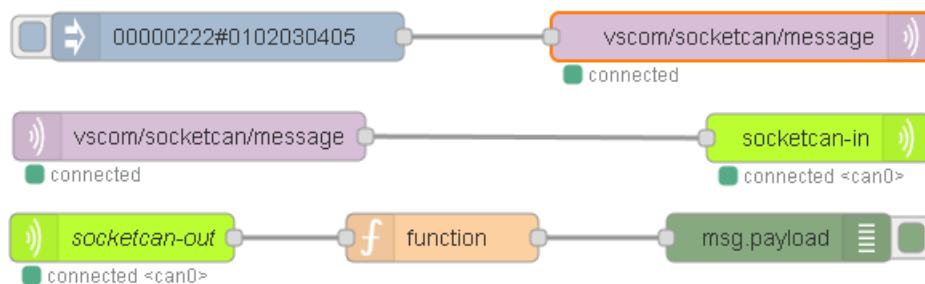 00000222#0102030405 vscom/socketcan/message
connected
vscom/socketcan/message socketcan-in
connected connected <can0>
socketcan-out function msg.payload
connected <can0>